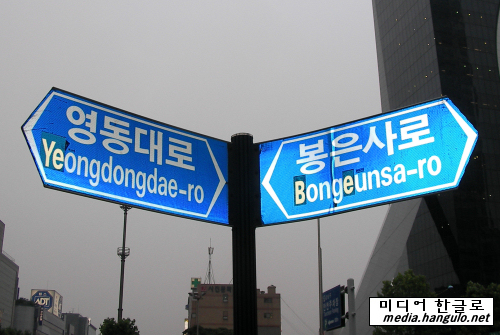 영동대로
Yeongdongdae-ro
봉은사로
Bongeunsa-ro
ADT
미디어 한글로
media.hangulo.net